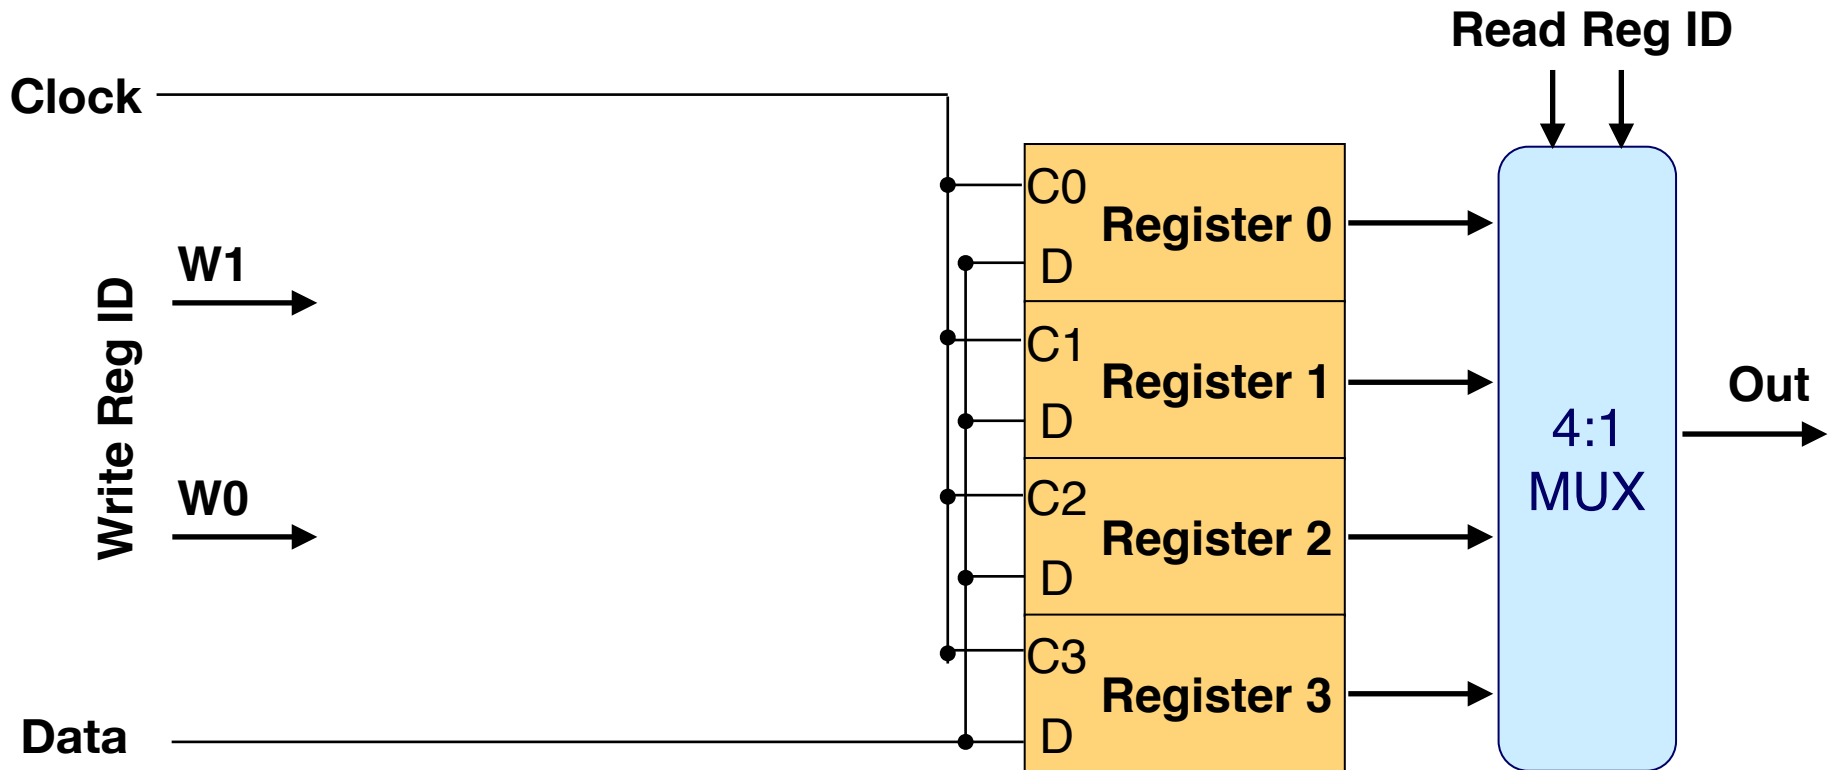 Read Reg ID
Clock
W1
Write Reg ID
W0
Data
C0
Register 0
D
C1
Register 1
D
C2
Register 2
D
C3
Register 3
D
4:1
MUX
Out